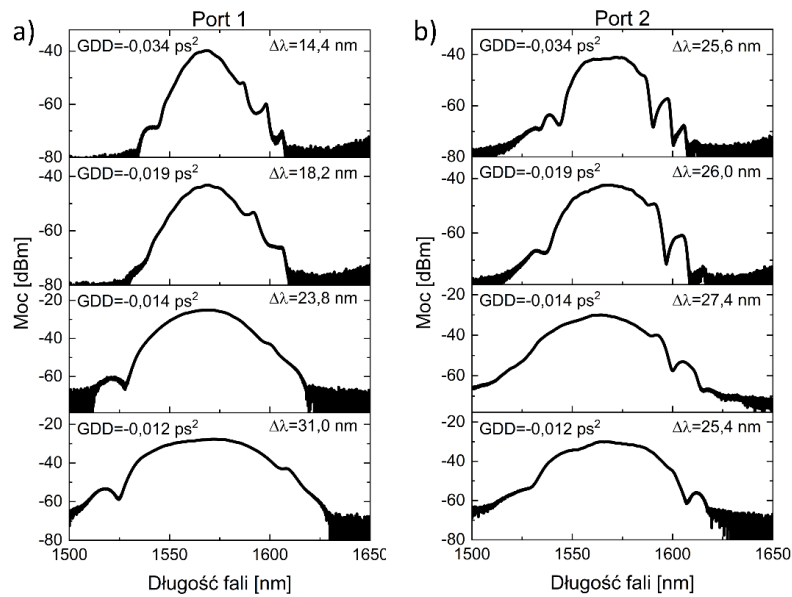 a)
Port 1
GDD=-0,034 ps²
Δλ=14,4 nm
-40
-60
-80
GDD=-0,019 ps²
Δλ=18,2 nm
-40
-60
-80
GDD=-0,014 ps²
Δλ=23,8 nm
-20
-40
-60
GDD=-0,012 ps²
Δλ=31,0 nm
-20
-40
-60
-80
1500
1550
1600
1650
Moc [dBm]
Długość fali [nm]
b)
Port 2
GDD=-0,034 ps²
Δλ=25,6 nm
-40
-60
-80
GDD=-0,019 ps²
Δλ=26,0 nm
-40
-60
-80
GDD=-0,014 ps²
Δλ=27,4 nm
-20
-40
-60
GDD=-0,012 ps²
Δλ=25,4 nm
-20
-40
-60
-80
1500
1550
1600
1650
Moc [dBm]
Długość fali [nm]